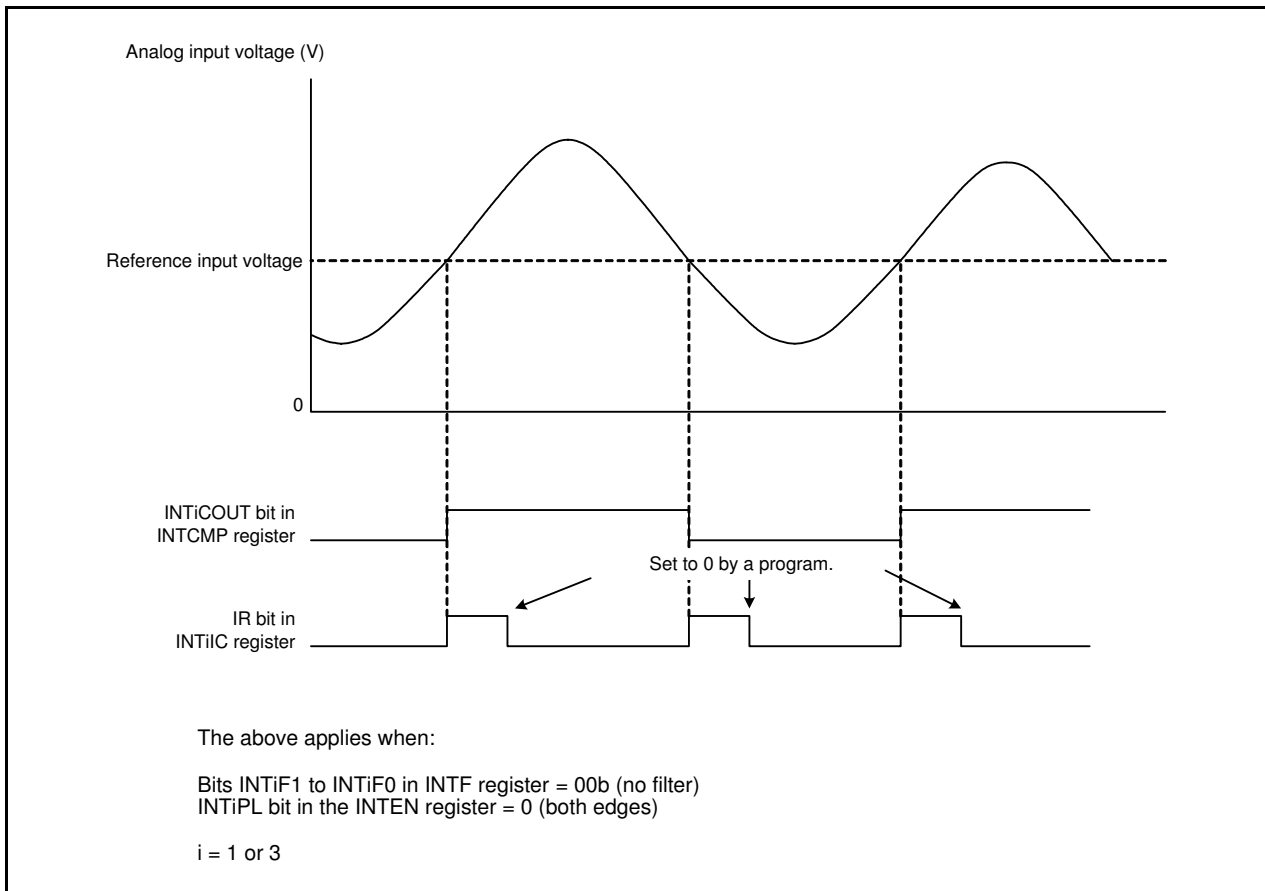 Analog input voltage (V)
Reference input voltage
0
INTiCOUT bit in
INTCMP register
Set to 0 by a program.
IR bit in
INTiIC register
The above applies when:
Bits INTiF1 to INTiF0 in INTF register = 00b (no filter)
INTiPL bit in the INTEN register = 0 (both edges)
i = 1 or 3